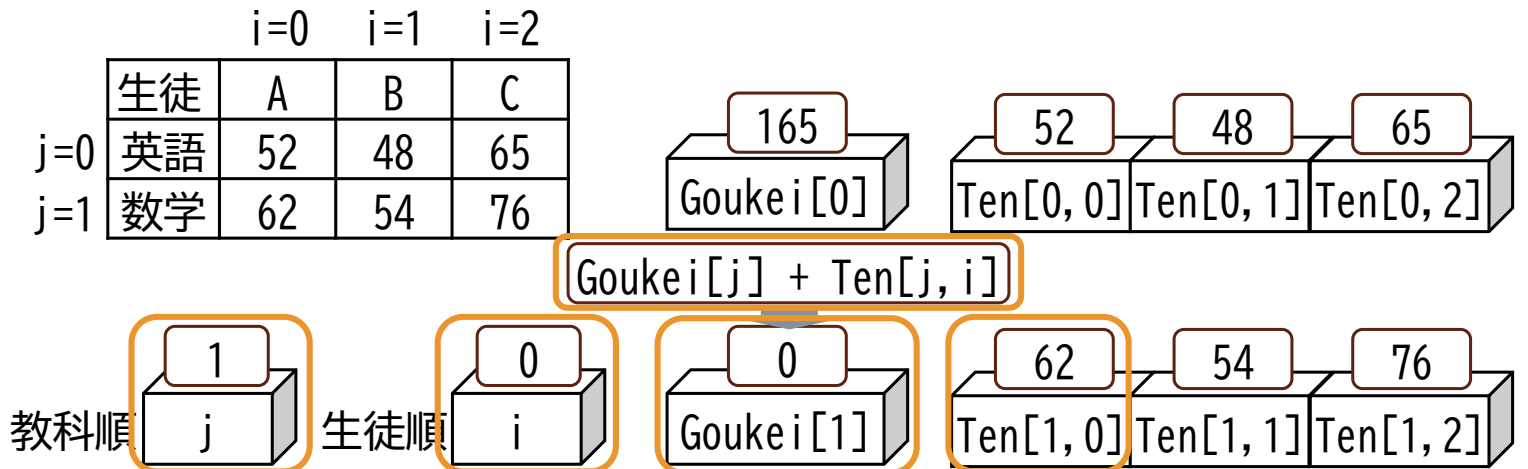 i=0 i=1 i=2
生徒 A B C
j=0 英語 52 48 65
j=1 数学 62 54 76
165
Goukei[0]
52 48 65
Ten[0,0] Ten[0,1] Ten[0,2]
Goukei[j] + Ten[j,i]
1 0 0 62 54 76
教科順 j 生徒順 i Goukei[1] Ten[1,0] Ten[1,1] Ten[1,2]